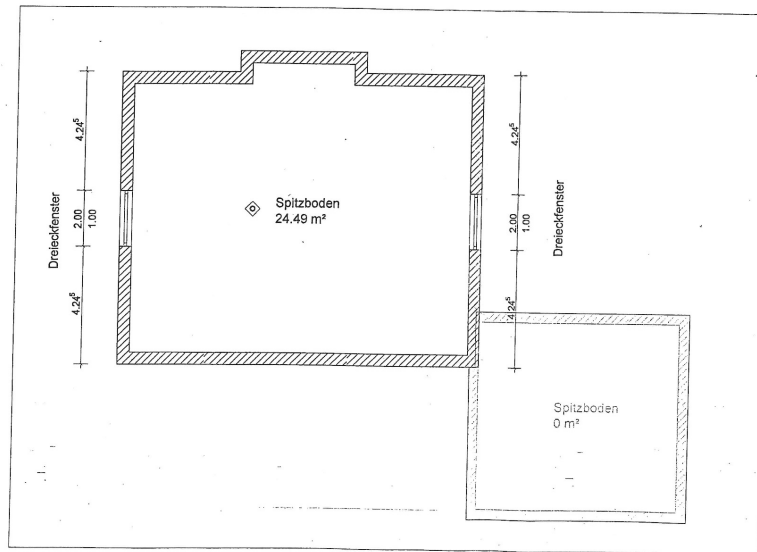 4.24⁵
2.00
1.00
4.24⁵
Dreieckfenster
Spitzboden
24.49 m²
4.24⁵
2.00
1.00
4.24⁵
Dreieckfenster
Spitzboden
0 m²